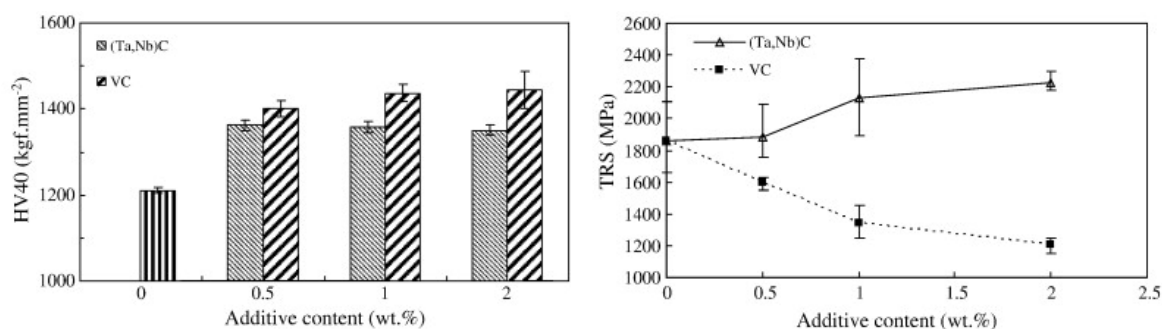 1600
1400
1200
1000
HV40 (kgf.mm-2)
(Ta,Nb)C
VC
0
0.5
1
2
Additive content (wt.%)
2600
2400
2200
2000
1800
1600
1400
1200
1000
TRS (MPa)
(Ta,Nb)C
VC
0
0.5
1
1.5
2
2.5
Additive content (wt.%)